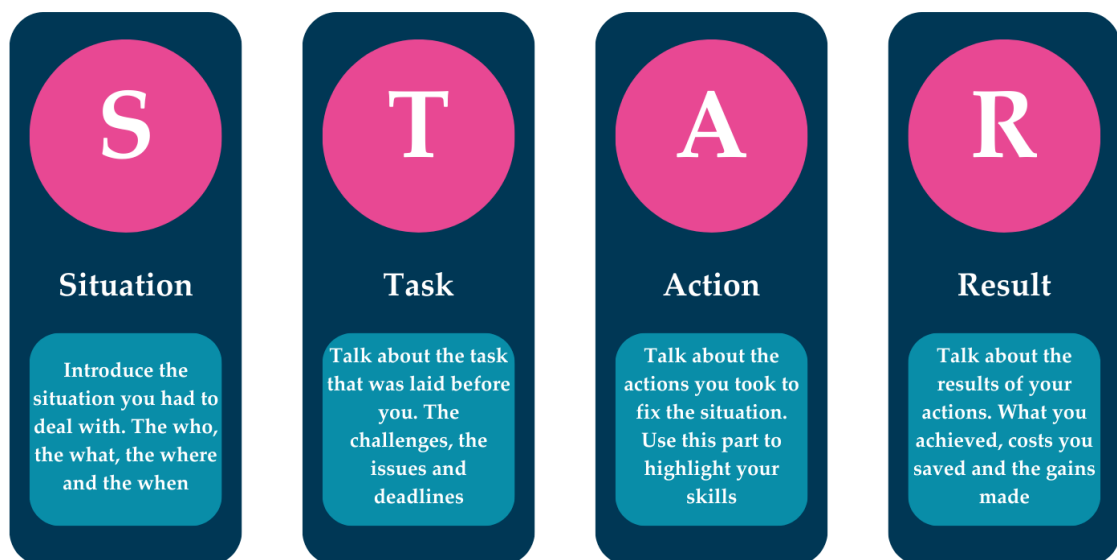 S
Situation
Introduce the
situation you had to
deal with. The who,
the what, the where
and the when
T
Task
Talk about the task
that was laid before
you. The
challenges, the
issues and
deadlines
A
Action
Talk about the
actions you took to
fix the situation.
Use this part to
highlight your
skills
R
Result
Talk about the
results of your
actions. What you
achieved, costs you
saved and the gains
made